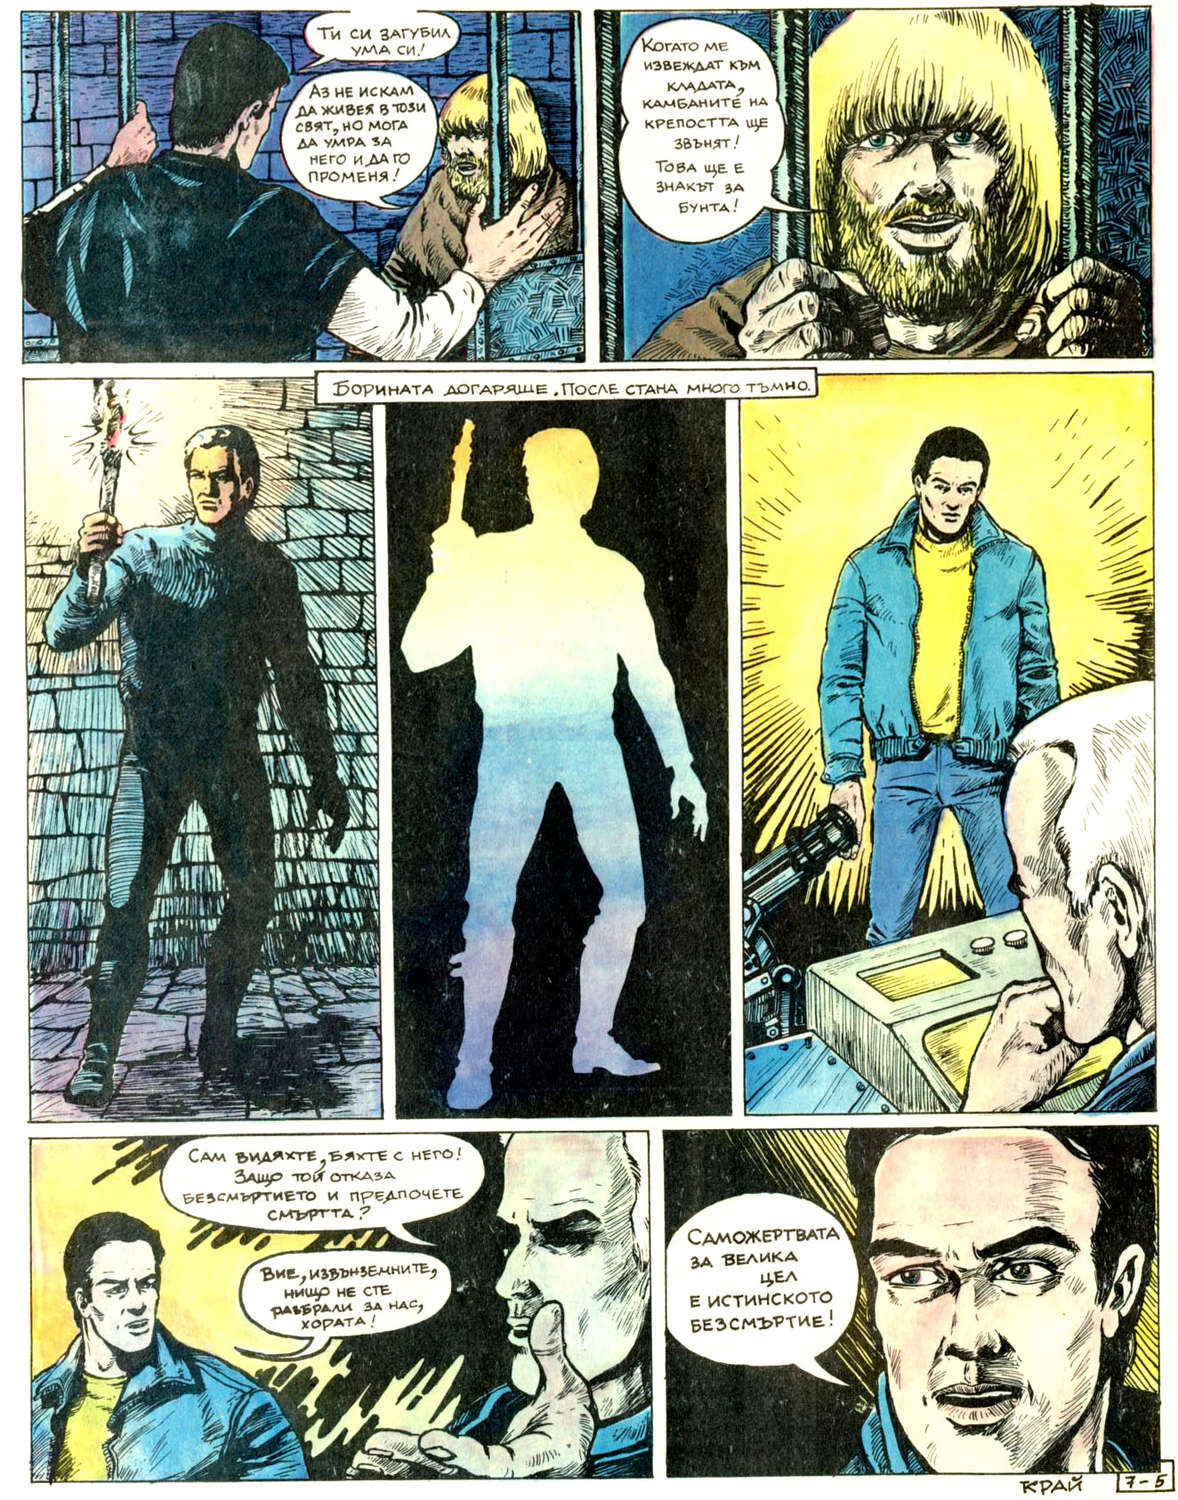 Ти си загубил
ума си!
Аз не искам
да живея в този
свят, но мога
да умра за
него и да го
променя!
Когато ме
извеждат към
кладата,
камбаните на
крепостта ще
звънят!
Това ще е
знакът за
бунта!
Борината догаряше. После стана много тъмно.
Сам видяхте, бяхте с него!
Защо той отказа
безсмъртието и предпочете
смъртта?
Вие, извънземните,
нищо не сте
разбрали за нас,
хората!
Саможертвата
за велика
цел
е истинското
безсмъртие!
КРАЙ
7-5